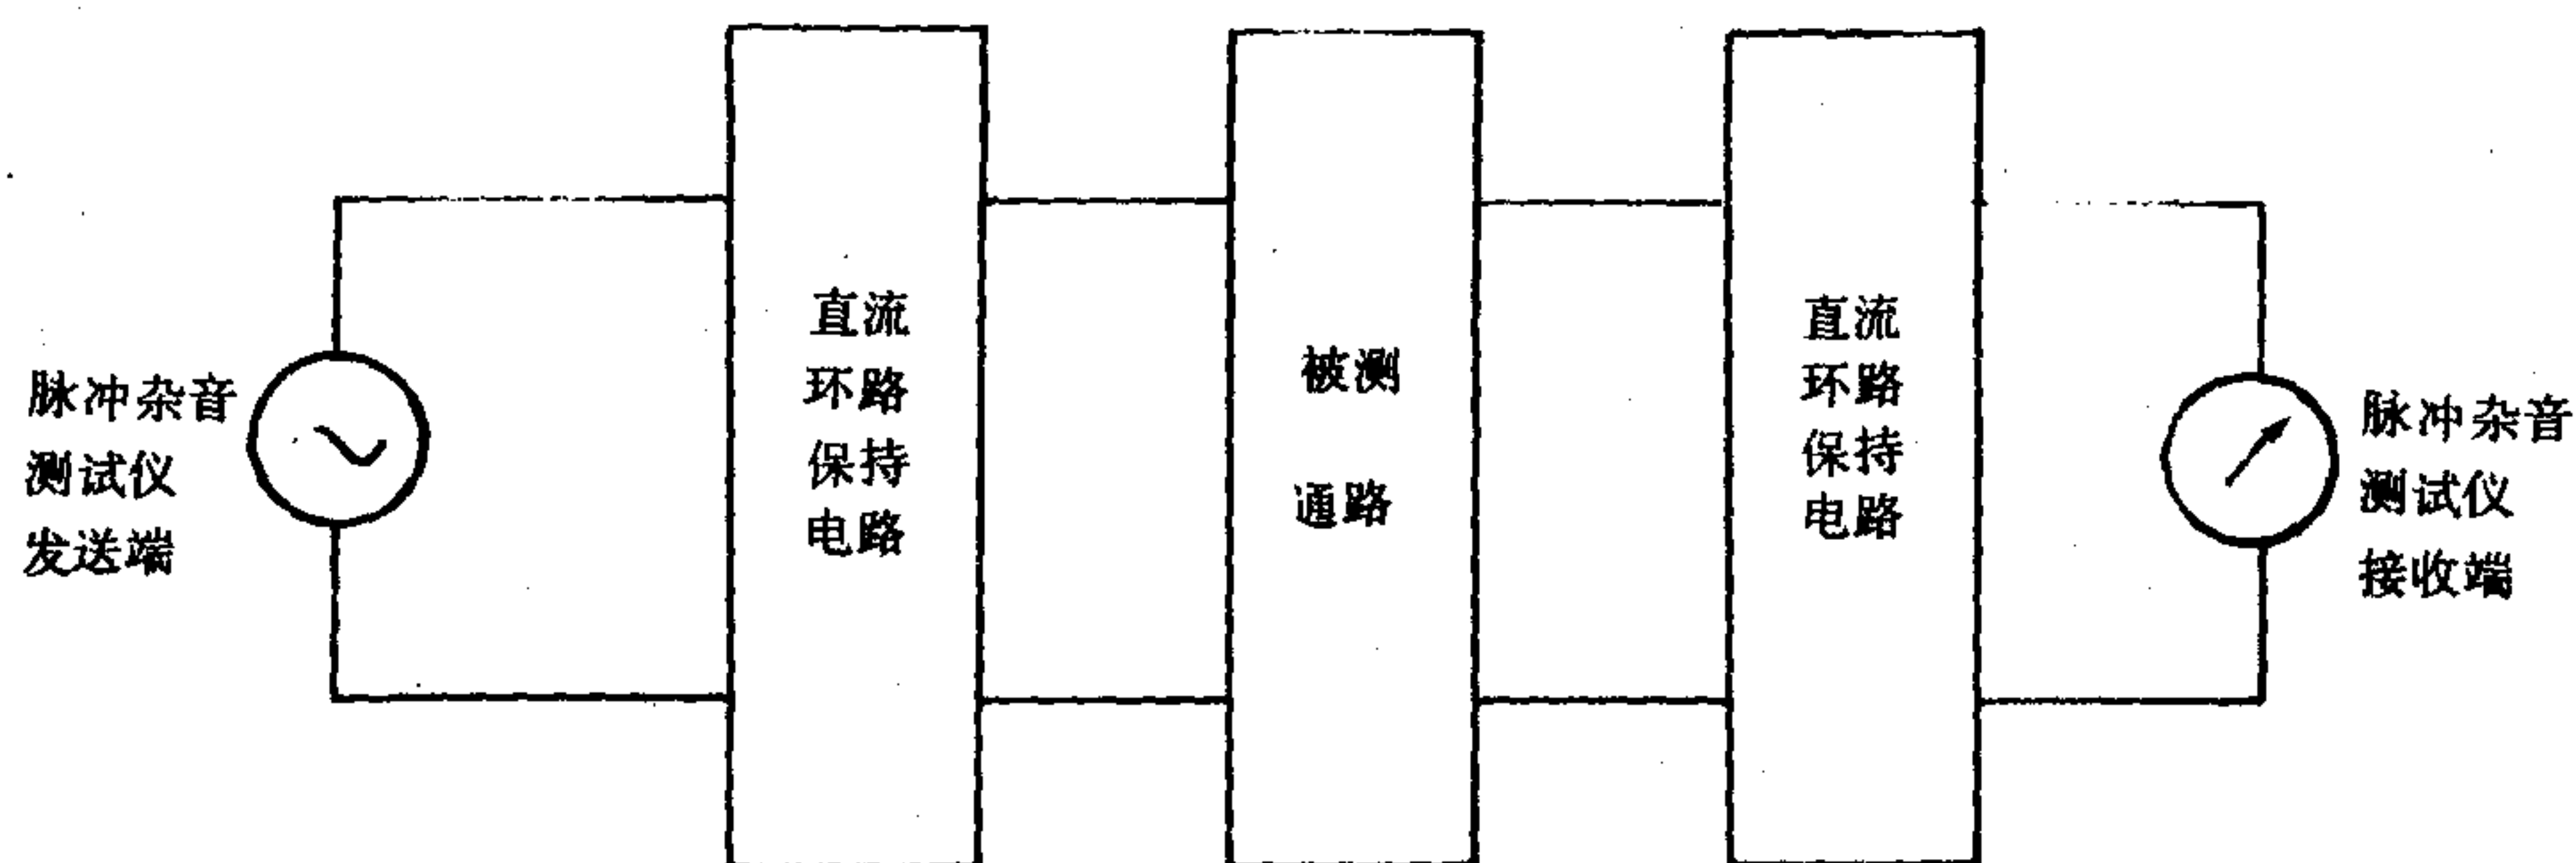 脉冲杂音
测试仪
发送端
直流
环路
保持
电路
被测
通路
直流
环路
保持
电路
脉冲杂音
测试仪
接收端